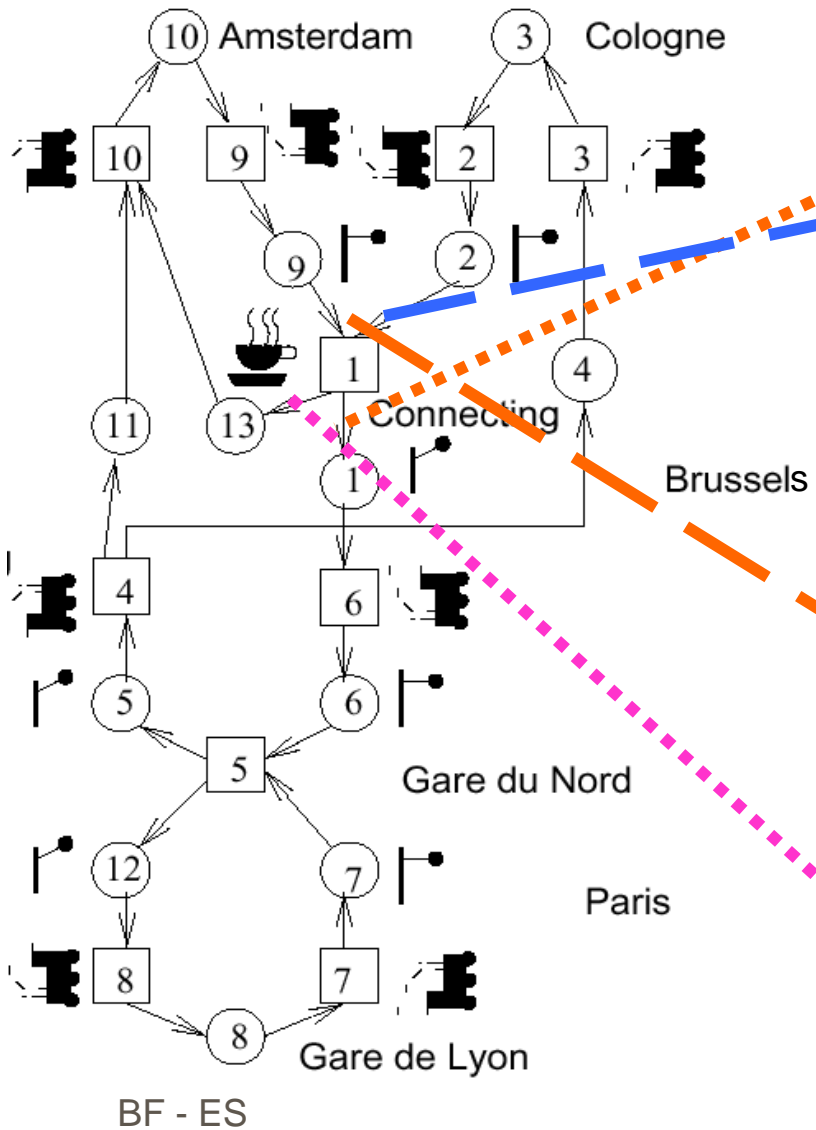 10 Amsterdam 3 Cologne
10 9 2 3
9 2
1 4
11 13 Connecting
1
Brussels
4 6
5 6
5
Gare du Nord
12 7
Paris
8 7
8
Gare de Lyon
BF - ES